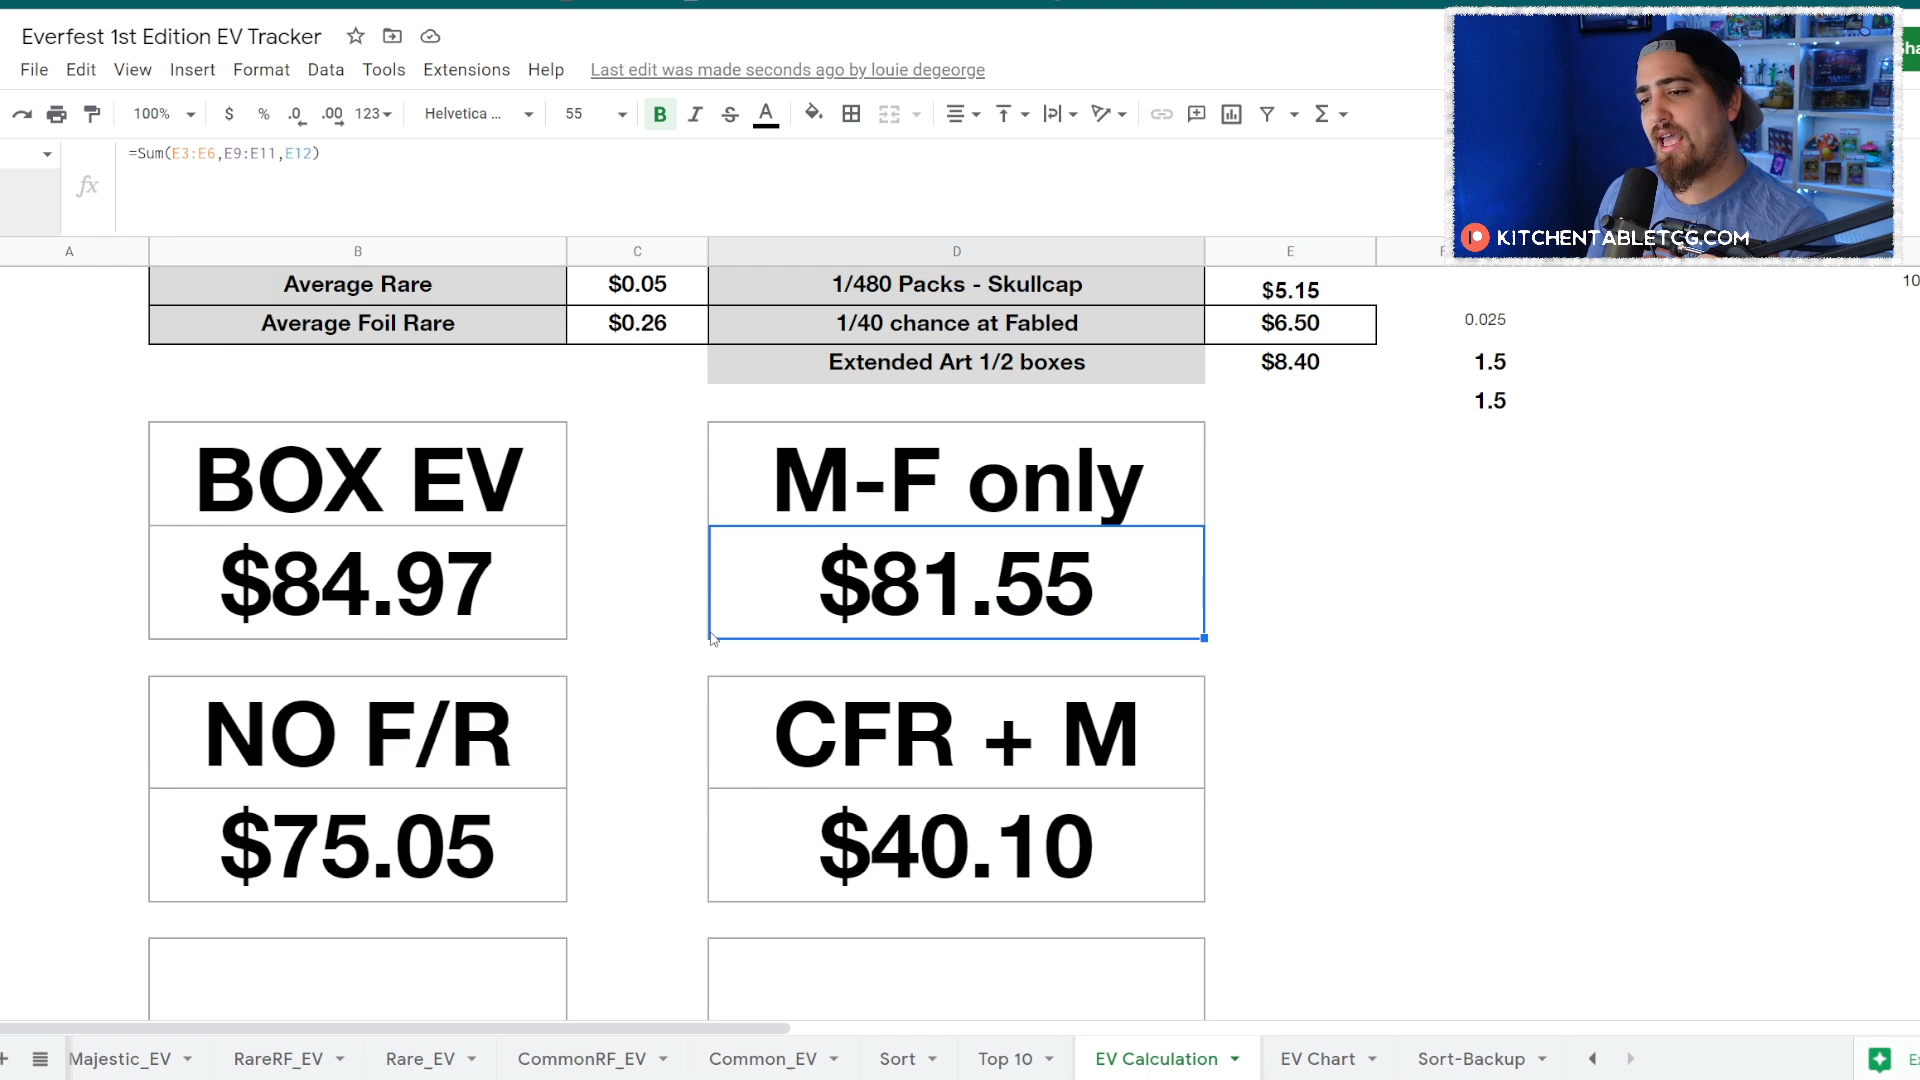 Everfest 1st Edition EV Tracker
File Edit View Insert Format Data Tools Extensions Help Last edit was made seconds ago by louie degeorge
100% $ % .0 .00 123 Helvetica ... 55 B I S A
=Sum(E3:E6,E9:E11,E12)
fx
KITCHENTABLETCG.COM
A B C D E F
Average Rare $0.05 1/480 Packs - Skullcap $5.15 10
Average Foil Rare $0.26 1/40 chance at Fabled $6.50 0.025
Extended Art 1/2 boxes $8.40 1.5
1.5
BOX EV M-F only
$84.97 $81.55
NO F/R CFR + M
$75.05 $40.10
Majestic_EV RareRF_EV Rare_EV CommonRF_EV Common_EV Sort Top 10 EV Calculation EV Chart Sort-Backup